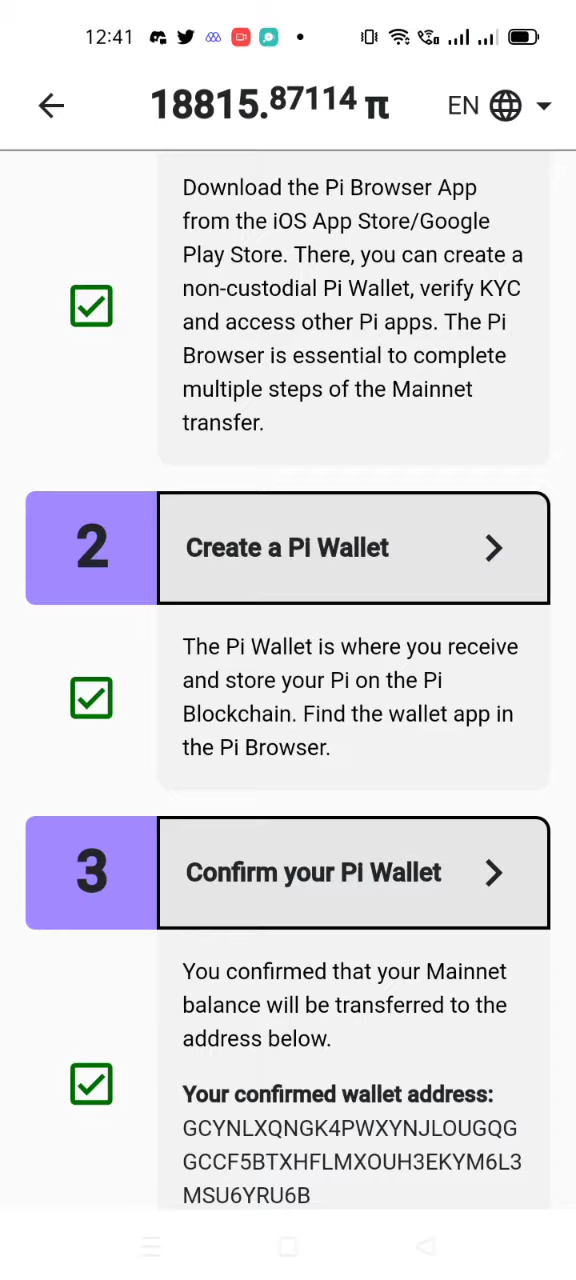 12:41
18815.87114 π
EN
Download the Pi Browser App
from the iOS App Store/Google
Play Store. There, you can create a
non-custodial Pi Wallet, verify KYC
and access other Pi apps. The Pi
Browser is essential to complete
multiple steps of the Mainnet
transfer.
2
Create a Pi Wallet
The Pi Wallet is where you receive
and store your Pi on the Pi
Blockchain. Find the wallet app in
the Pi Browser.
3
Confirm your PI Wallet
You confirmed that your Mainnet
balance will be transferred to the
address below.
Your confirmed wallet address:
GCYNLXQNGK4PWXYNJLOUGQG
GCCF5BTXHFLMXOUH3EKYM6L3
MSU6YRU6B